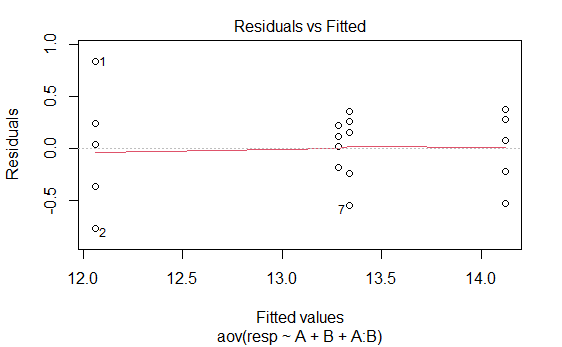 Residuals vs Fitted
Residuals
1.0
0.5
0.0
-0.5
1
2
7
12.0 12.5 13.0 13.5 14.0
Fitted values
aov(resp ~ A + B + A:B)